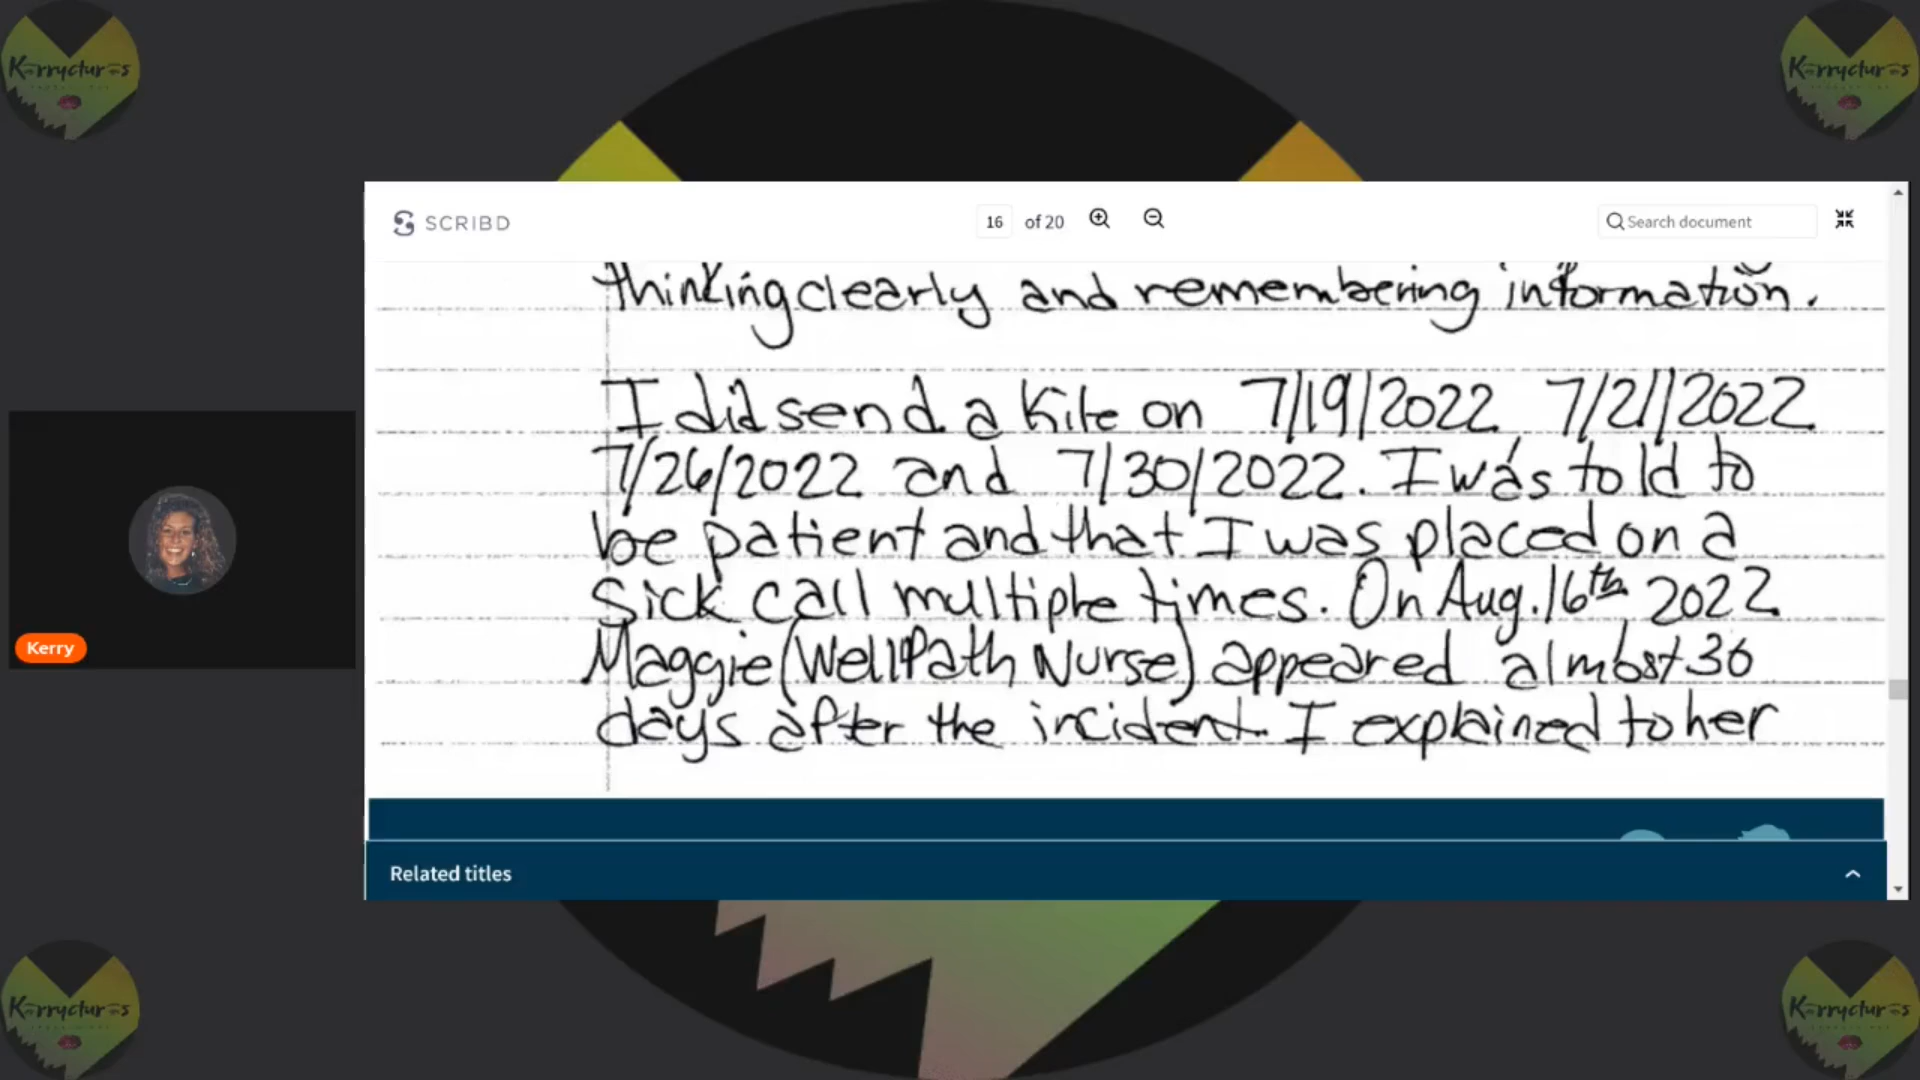 Kerryctures
Kerryctures
SCRIBD
16 of 20
Search document
thinking clearly and remembering information.
I did send a Kite on 7/19/2022 7/21/2022
7/26/2022 and 7/30/2022. I was told to
be patient and that I was placed on a
Sick call multiple times. On Aug. 16th 2022
Maggie (WellPath Nurse) appeared almost 30
days after the incident. I explained to her
Kerry
Related titles
Kerryctures
Kerryctures